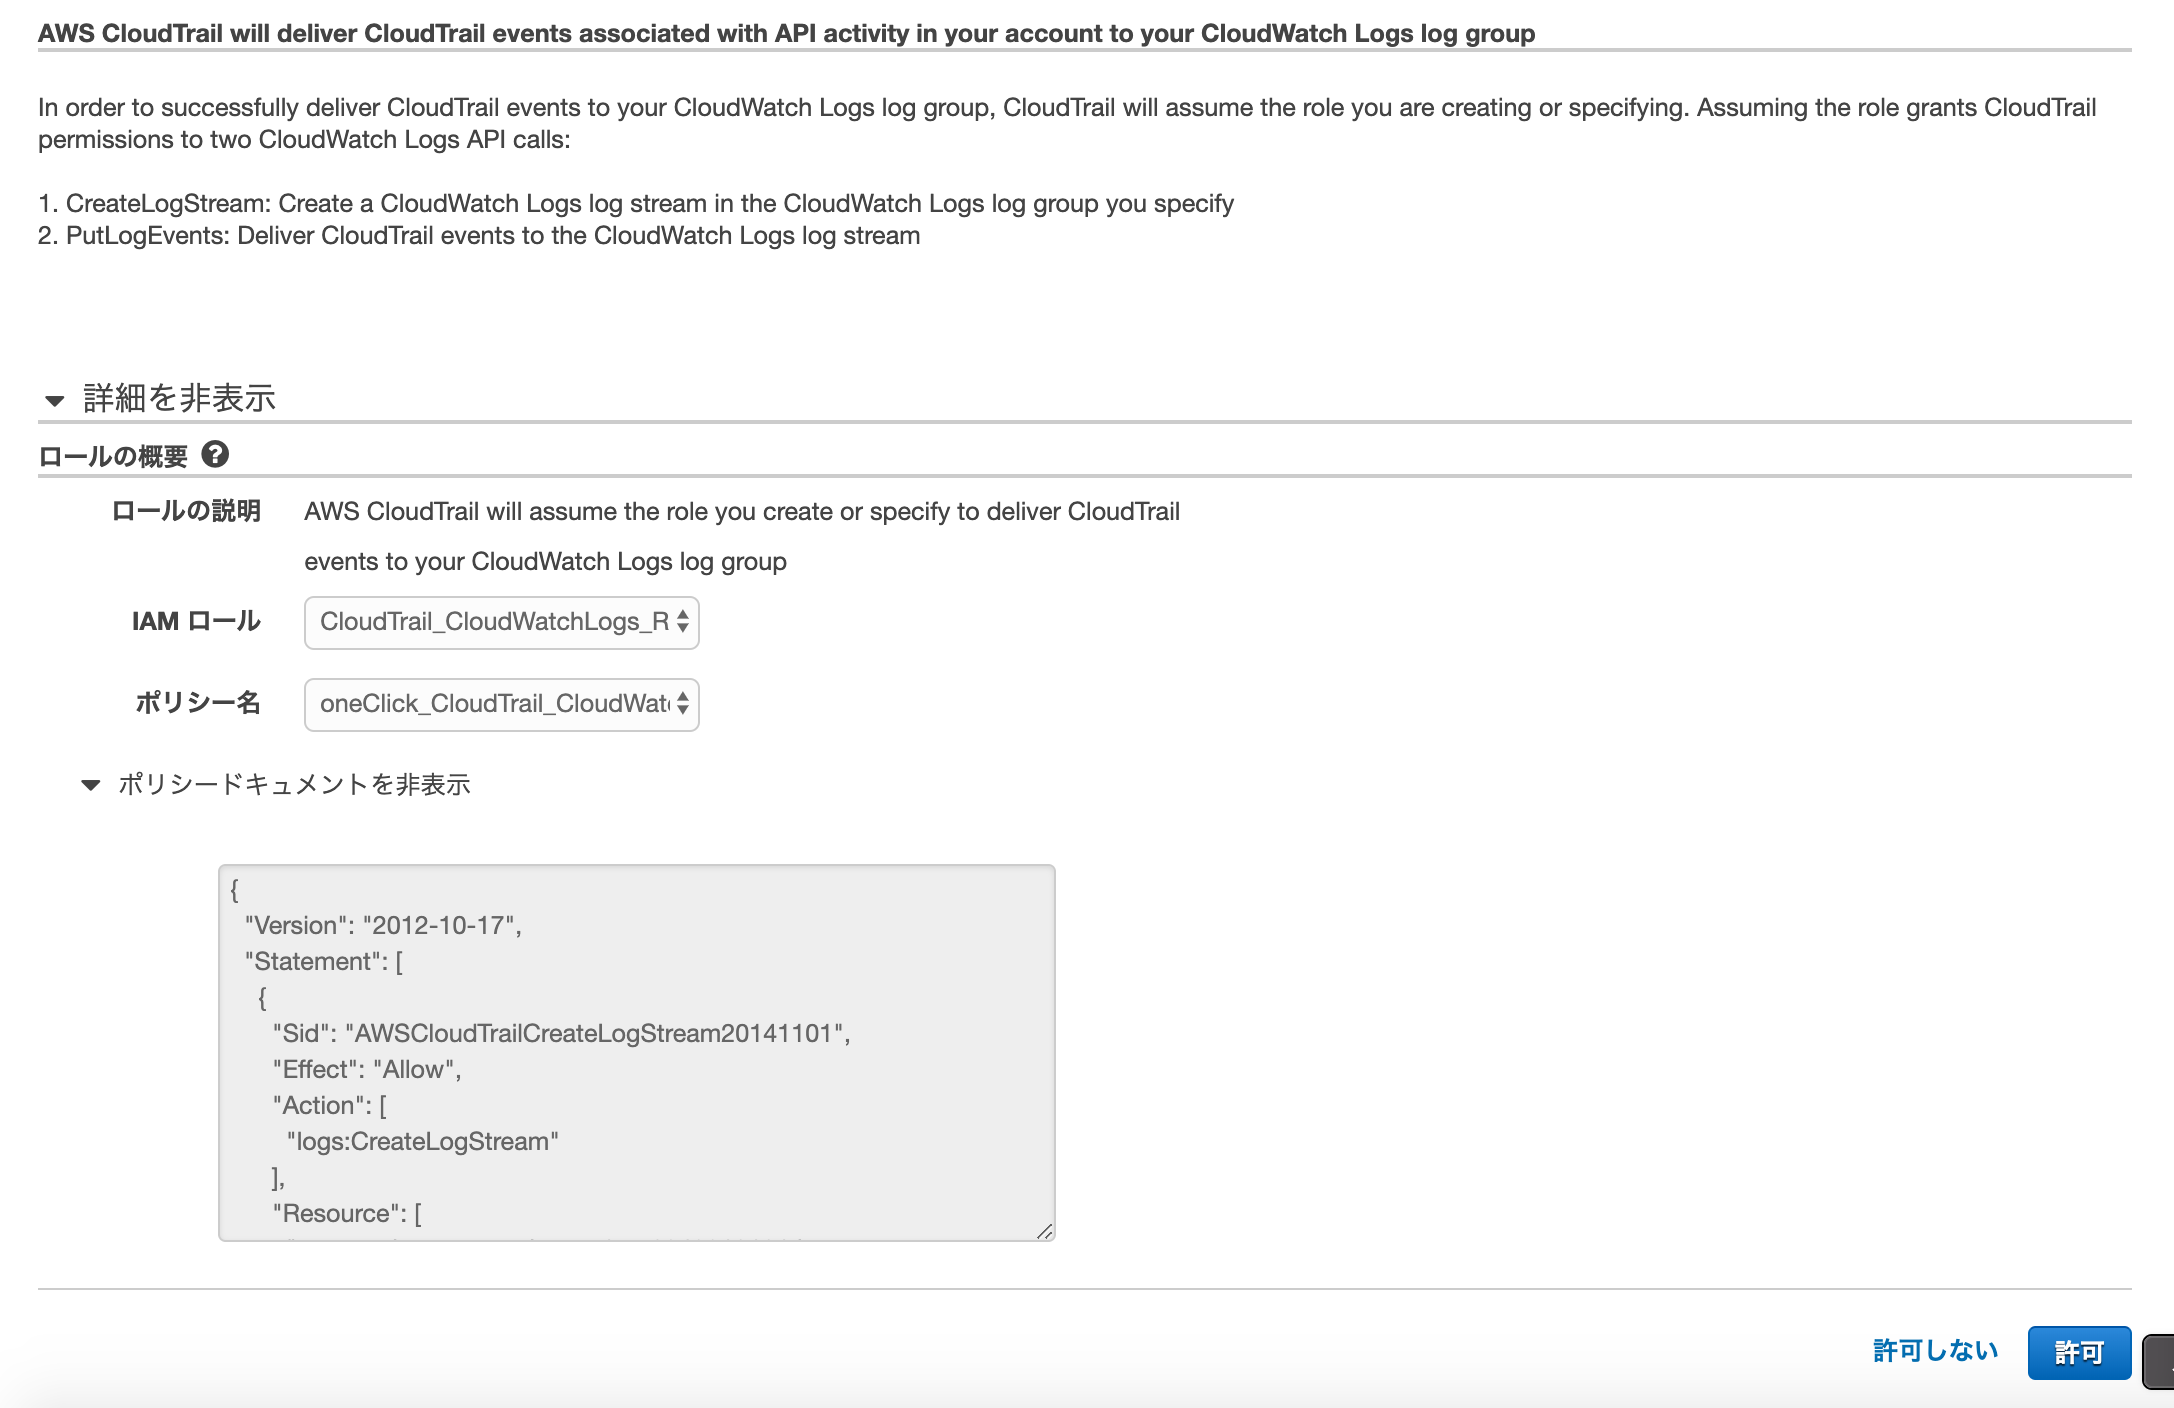 AWS CloudTrail will deliver CloudTrail events associated with API activity in your account to your CloudWatch Logs log group
In order to successfully deliver CloudTrail events to your CloudWatch Logs log group, CloudTrail will assume the role you are creating or specifying. Assuming the role grants CloudTrail
permissions to two CloudWatch Logs API calls:
1. CreateLogStream: Create a CloudWatch Logs log stream in the CloudWatch Logs log group you specify
2. PutLogEvents: Deliver CloudTrail events to the CloudWatch Logs log stream
詳細を非表示
ロールの概要 ?
ロールの説明 AWS CloudTrail will assume the role you create or specify to deliver CloudTrail
events to your CloudWatch Logs log group
IAM ロール CloudTrail_CloudWatchLogs_R
ポリシー名 oneClick_CloudTrail_CloudWat
ポリシードキュメントを非表示
{
"Version": "2012-10-17",
"Statement": [
{
"Sid": "AWSCloudTrailCreateLogStream20141101",
"Effect": "Allow",
"Action": [
"logs:CreateLogStream"
],
"Resource": [
許可しない 許可